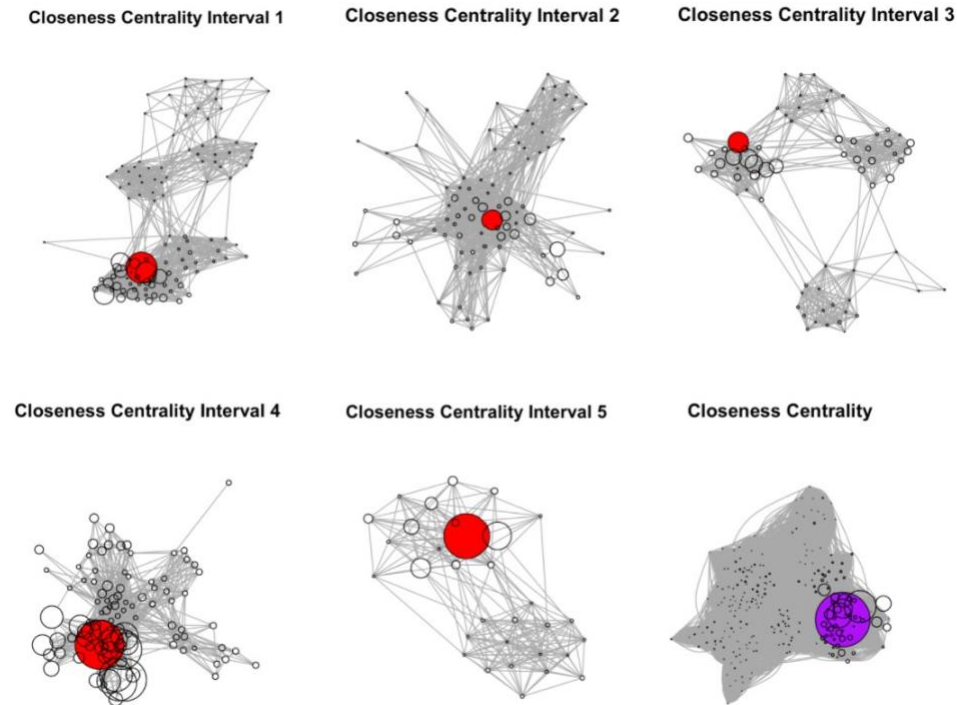 Closeness Centrality Interval 1
Closeness Centrality Interval 2
Closeness Centrality Interval 3
Closeness Centrality Interval 4
Closeness Centrality Interval 5
Closeness Centrality